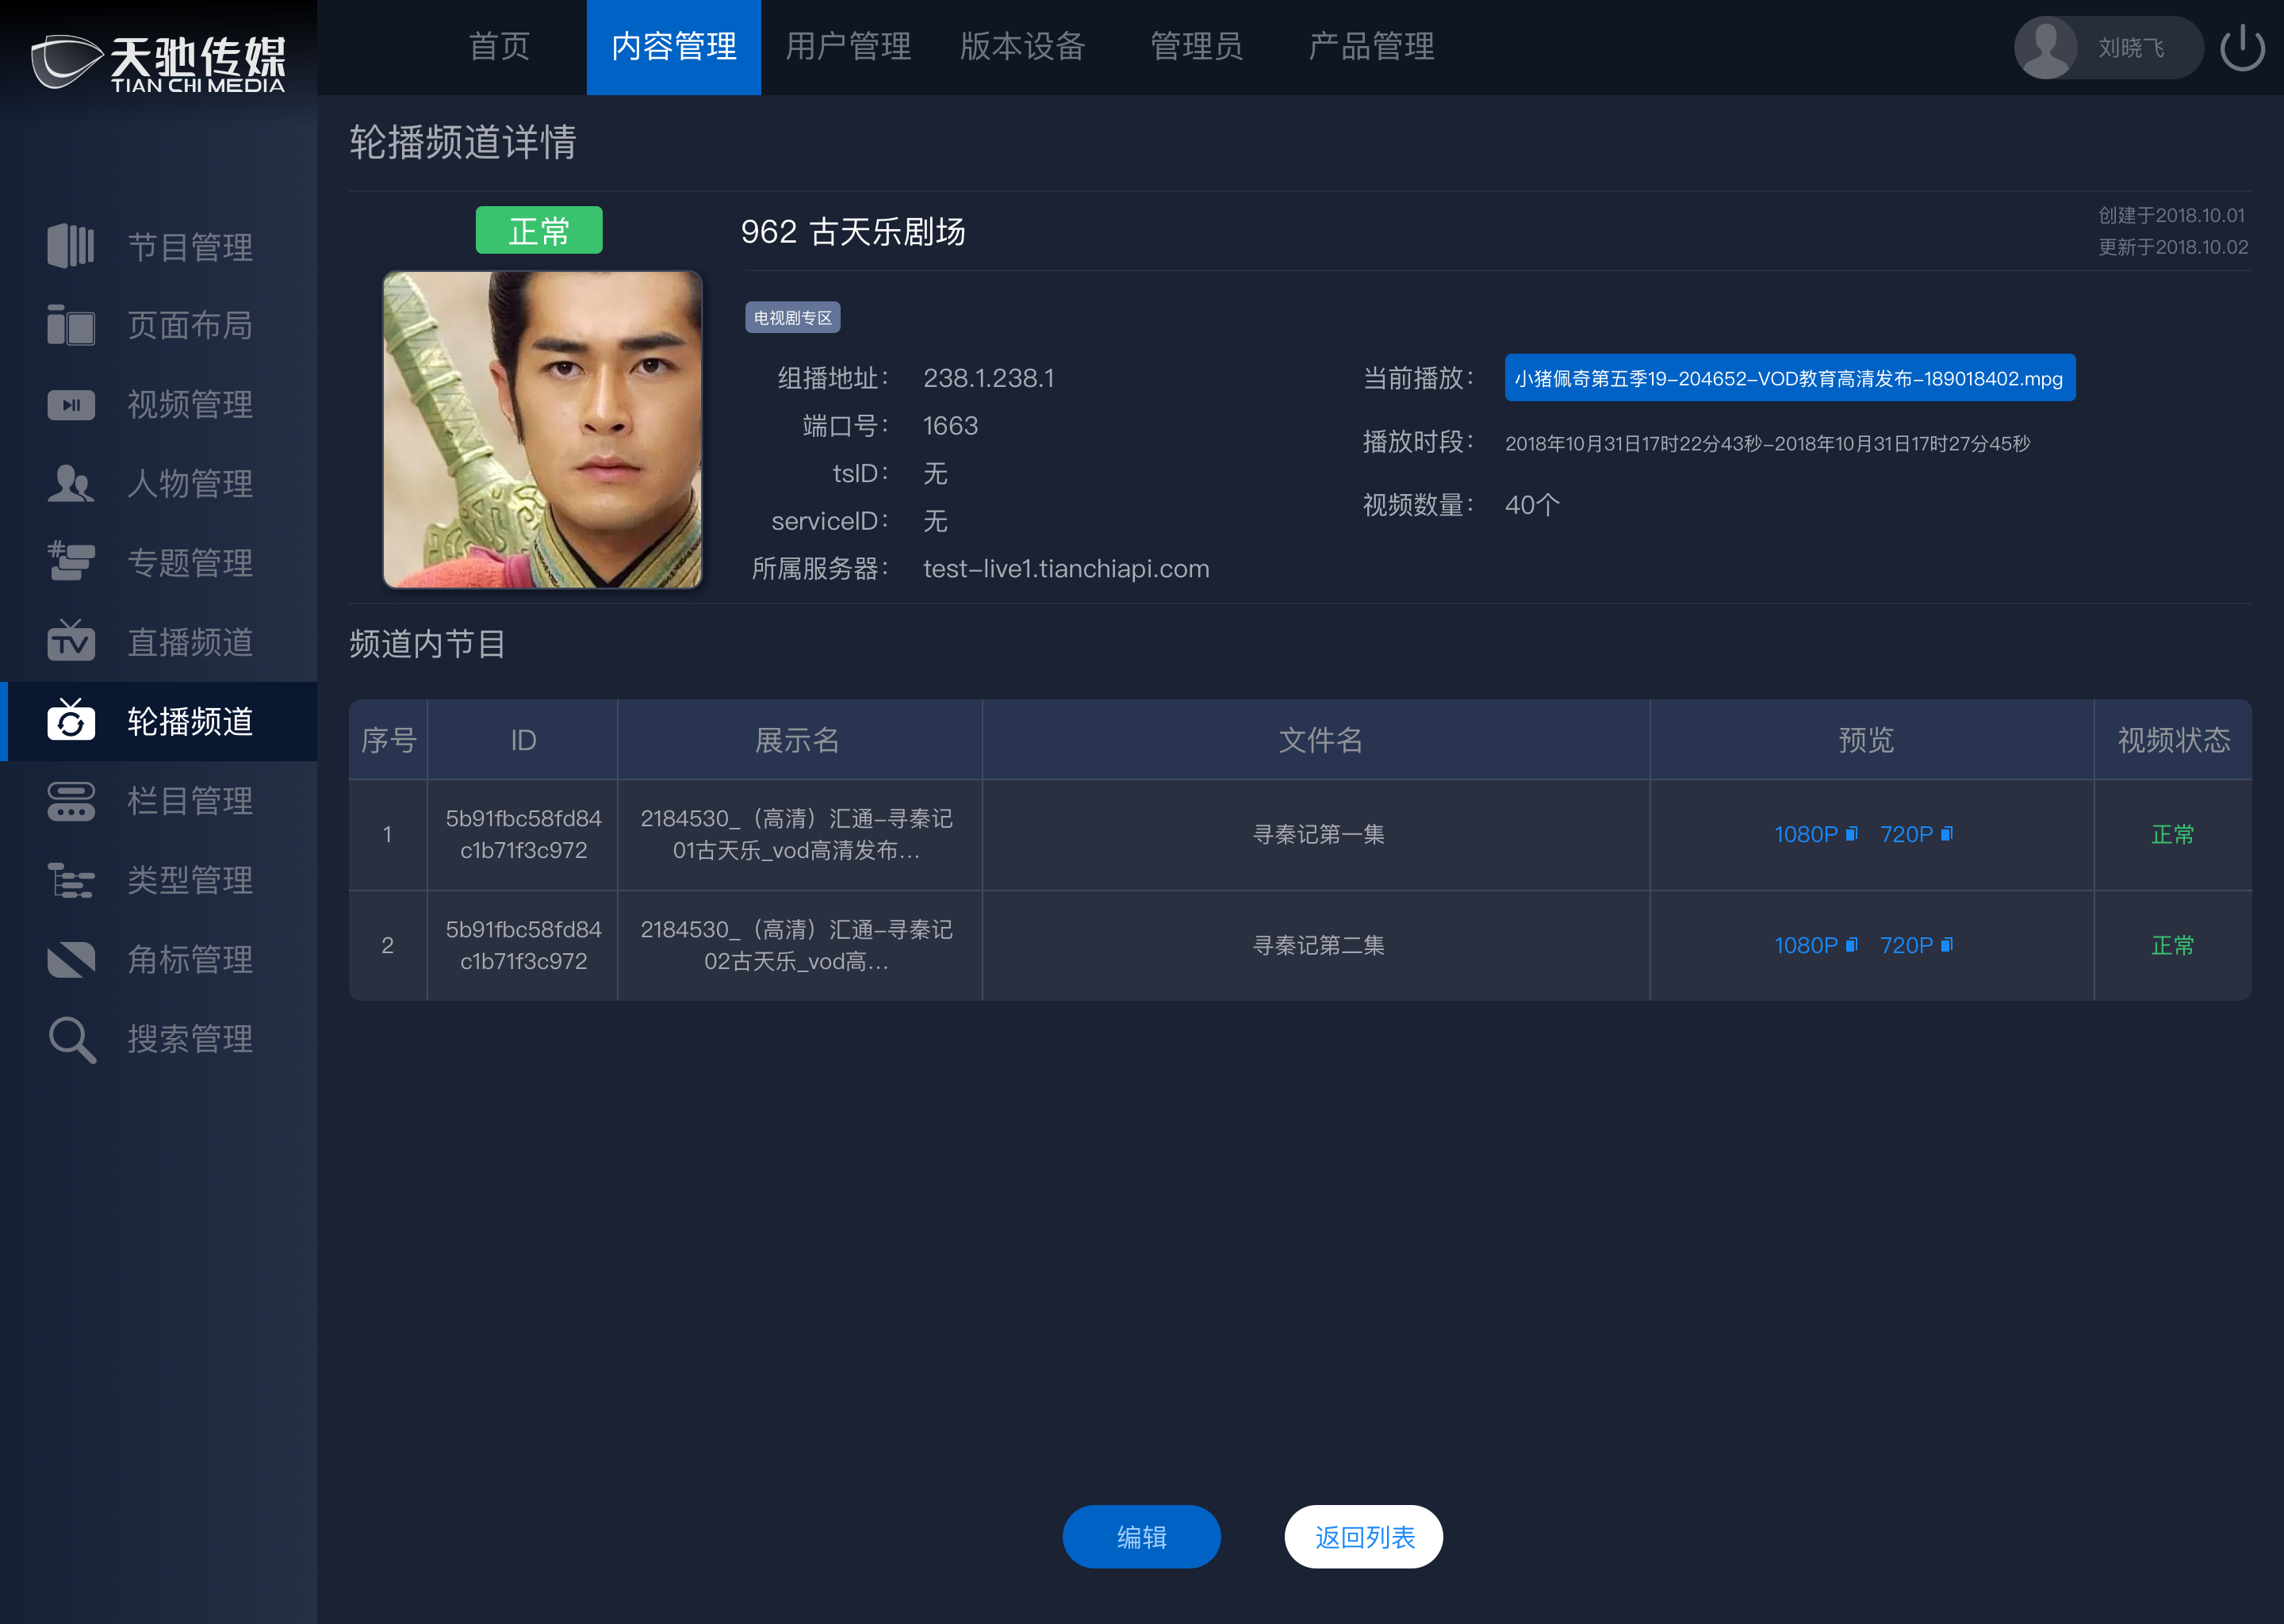 天驰传媒
TIAN CHI MEDIA
首页
内容管理
用户管理
版本设备
管理员
产品管理
刘晓飞
节目管理
页面布局
视频管理
人物管理
专题管理
直播频道
轮播频道
栏目管理
类型管理
角标管理
搜索管理
轮播频道详情
正常
962 古天乐剧场
创建于2018.10.01
更新于2018.10.02
电视剧专区
组播地址： 238.1.238.1
端口号： 1663
tsID： 无
serviceID： 无
所属服务器： test-live1.tianchiapi.com
当前播放： 小猪佩奇第五季19-204652-VOD教育高清发布-189018402.mpg
播放时段： 2018年10月31日17时22分43秒-2018年10月31日17时27分45秒
视频数量： 40个
频道内节目
序号 ID 展示名 文件名 预览 视频状态
1
5b91fbc58fd84
c1b71f3c972
2184530_（高清）汇通-寻秦记
01古天乐_vod高清发布...
寻秦记第一集
1080P 720P
正常
2
5b91fbc58fd84
c1b71f3c972
2184530_（高清）汇通-寻秦记
02古天乐_vod高...
寻秦记第二集
1080P 720P
正常
编辑
返回列表